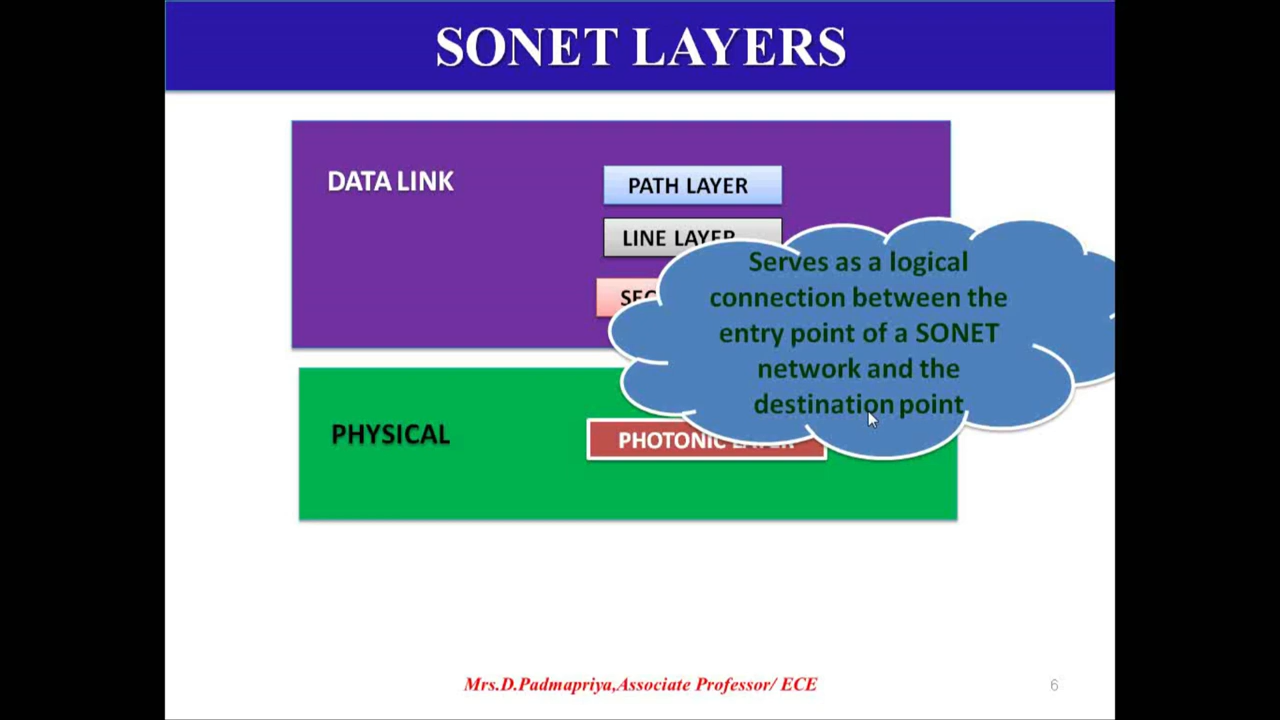 SONET LAYERS
DATA LINK
PATH LAYER
LINE LAYER
Serves as a logical
connection between the
entry point of a SONET
network and the
destination point
PHYSICAL
PHOTONIC LAYER
Mrs.D.Padmapriya,Associate Professor/ ECE
6